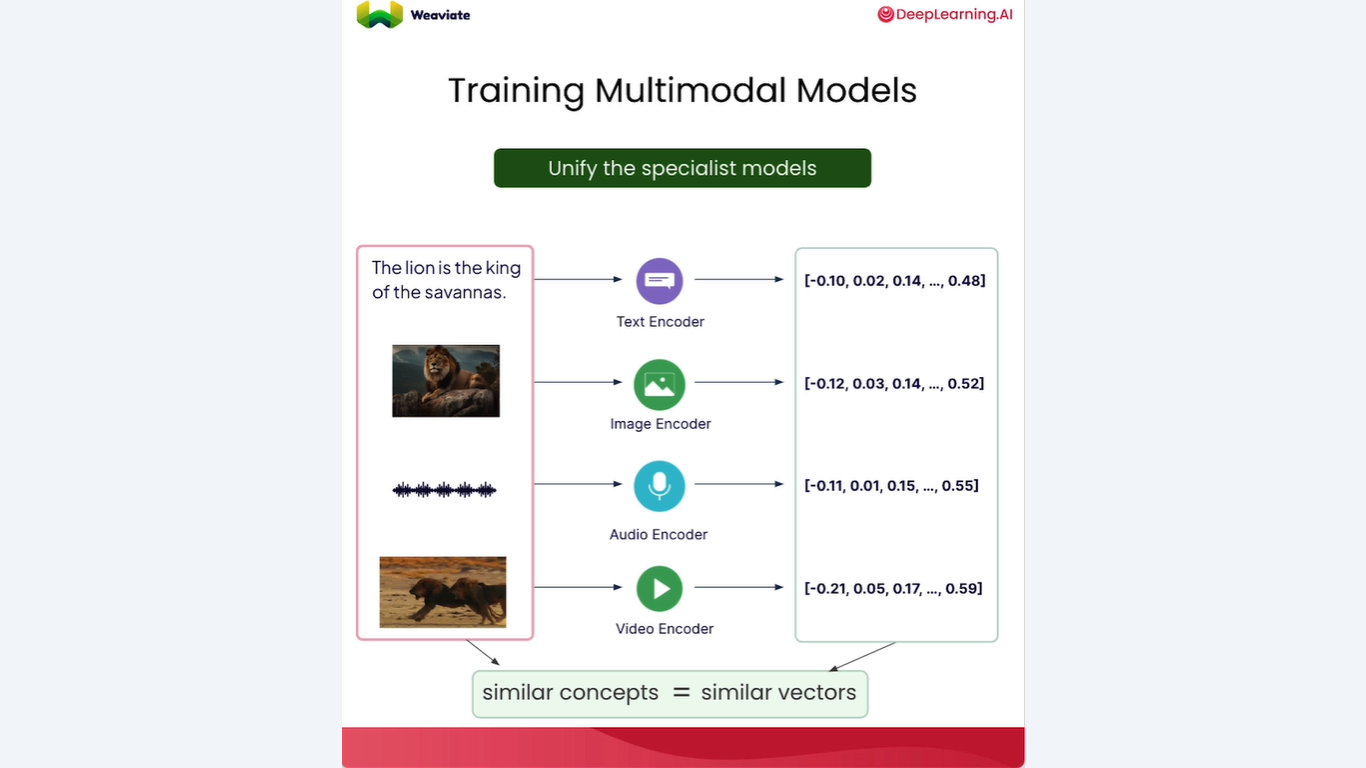 Weaviate
DeepLearning.AI
Training Multimodal Models
Unify the specialist models
The lion is the king
of the savannas.
[-0.10, 0.02, 0.14, ..., 0.48]
Text Encoder
[-0.12, 0.03, 0.14, ..., 0.52]
Image Encoder
[-0.11, 0.01, 0.15, ..., 0.55]
Audio Encoder
[-0.21, 0.05, 0.17, ..., 0.59]
Video Encoder
similar concepts = similar vectors